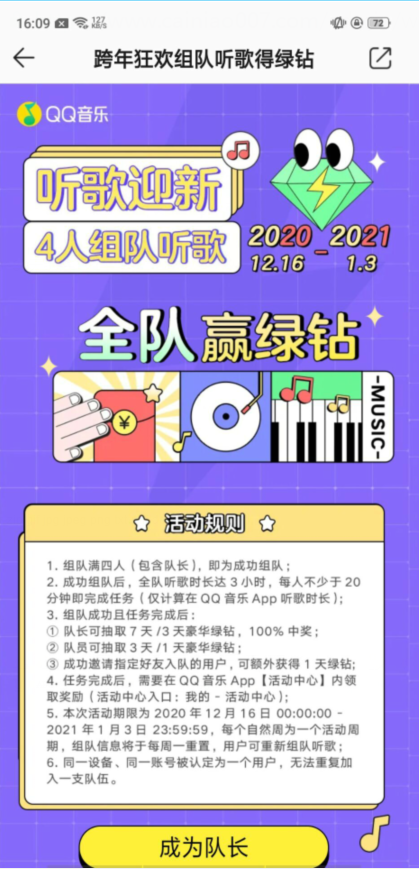 16:09 127 KB/s 72
跨年狂欢组队听歌得绿钻
QQ音乐
听歌迎新
4人组队听歌
2020-2021
12.16 1.3
全队赢绿钻
¥
-MUSIC-
活动规则
1. 组队满四人（包含队长），即为成功组队；
2. 成功组队后，全队听歌时长达 3 小时，每人不少于 20
分钟即完成任务（仅计算在 QQ 音乐 App 听歌时长）；
3. 组队成功且任务完成后：
① 队长可抽取 7 天 /3 天豪华绿钻，100% 中奖；
② 队员可抽取 3 天 /1 天绿钻；
③ 成功邀请指定好友入队的用户，可额外获得 1 天绿钻；
4. 任务完成后，需要在 QQ 音乐 App【活动中心】内领
取奖励（活动中心入口：我的 - 活动中心）；
5. 本次活动期限为 2020 年 12 月 16 日 00:00:00 -
2021 年 1 月 3 日 23:59:59，每个自然周为一个活动周
期，组队信息将于每周一重置，用户可重新组队听歌；
6. 同一设备、同一账号被认定为一个用户，无法重复加
入一支队伍。
成为队长